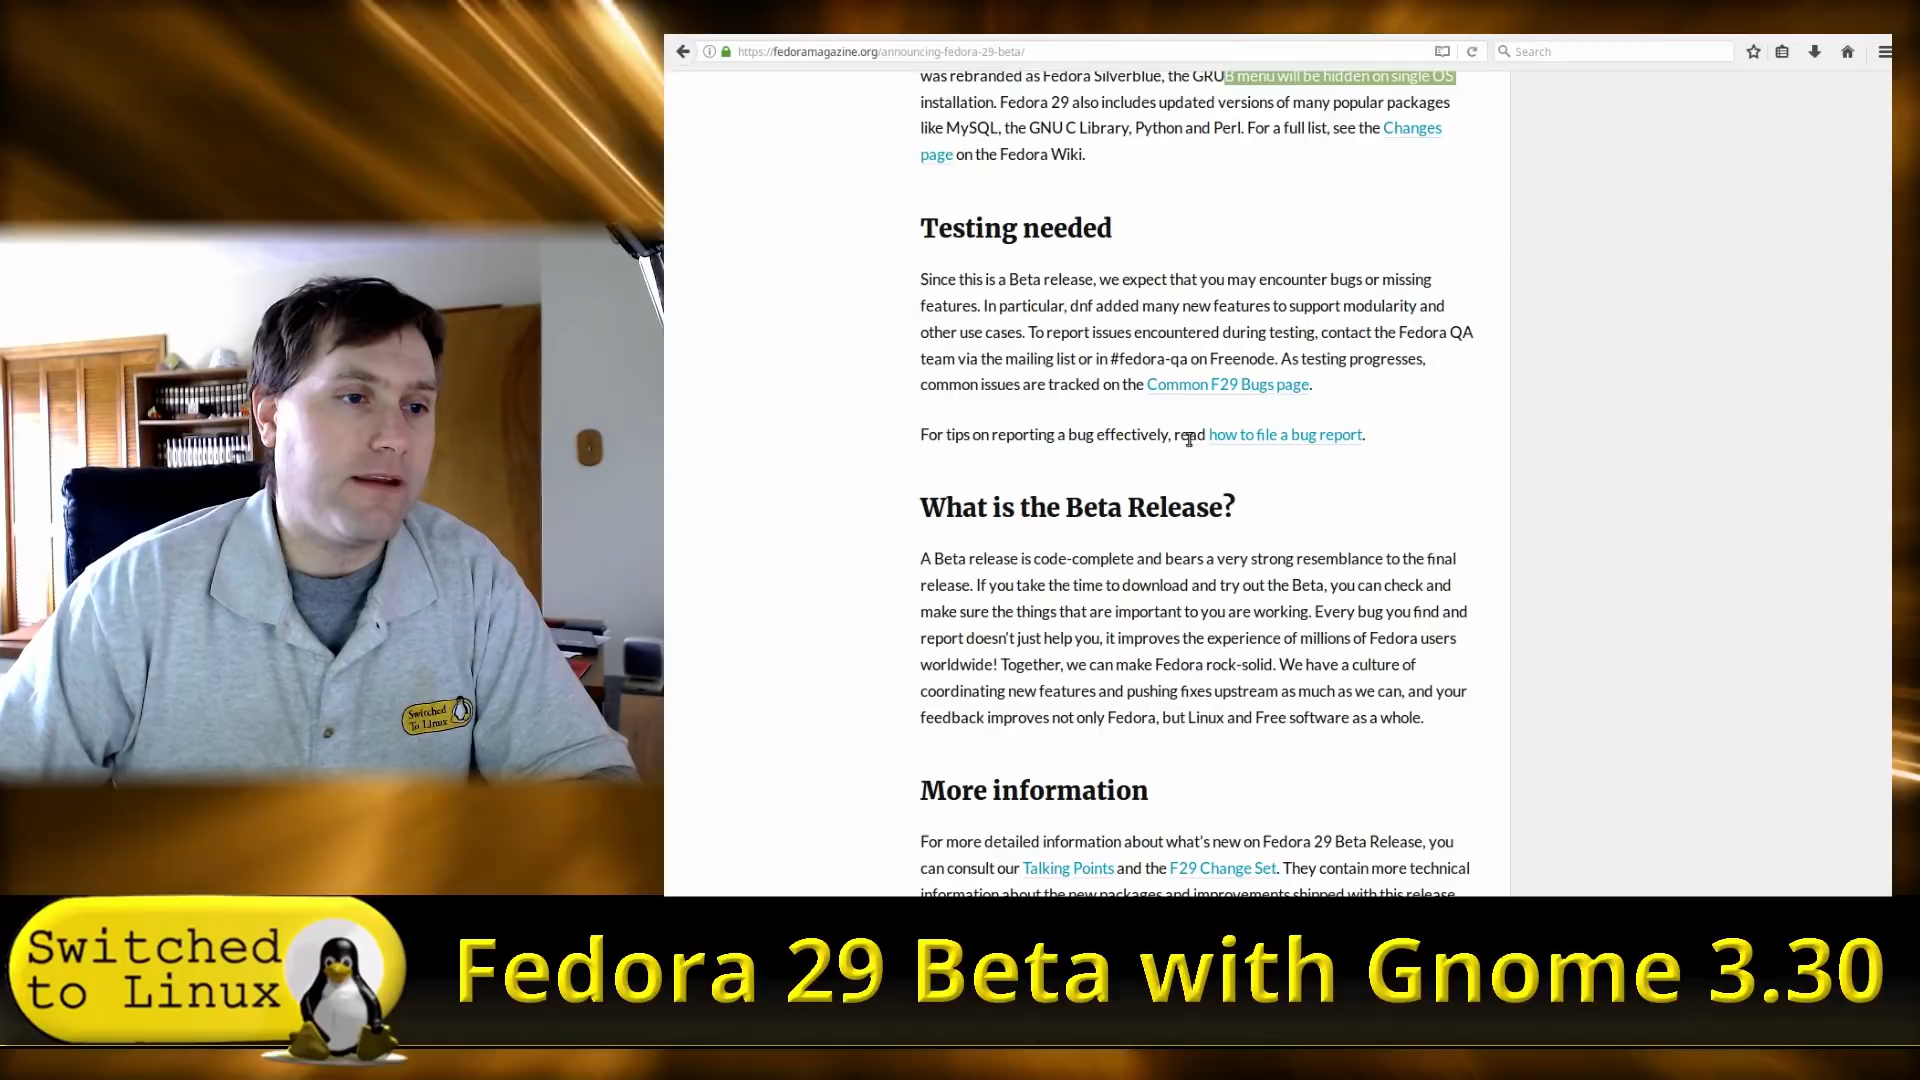 https://fedoramagazine.org/announcing-fedora-29-beta/
Search
was rebranded as Fedora Silverblue, the GRUB menu will be hidden on single OS
installation. Fedora 29 also includes updated versions of many popular packages
like MySQL, the GNU C Library, Python and Perl. For a full list, see the Changes
page on the Fedora Wiki.
Testing needed
Since this is a Beta release, we expect that you may encounter bugs or missing
features. In particular, dnf added many new features to support modularity and
other use cases. To report issues encountered during testing, contact the Fedora QA
team via the mailing list or in #fedora-qa on Freenode. As testing progresses,
common issues are tracked on the Common F29 Bugs page.
For tips on reporting a bug effectively, read how to file a bug report.
What is the Beta Release?
A Beta release is code-complete and bears a very strong resemblance to the final
release. If you take the time to download and try out the Beta, you can check and
make sure the things that are important to you are working. Every bug you find and
report doesn't just help you, it improves the experience of millions of Fedora users
worldwide! Together, we can make Fedora rock-solid. We have a culture of
coordinating new features and pushing fixes upstream as much as we can, and your
feedback improves not only Fedora, but Linux and Free software as a whole.
More information
For more detailed information about what's new on Fedora 29 Beta Release, you
can consult our Talking Points and the F29 Change Set. They contain more technical
information about the new packages and improvements shipped with this release.
Switched
To Linux
Switched
to Linux
Fedora 29 Beta with Gnome 3.30